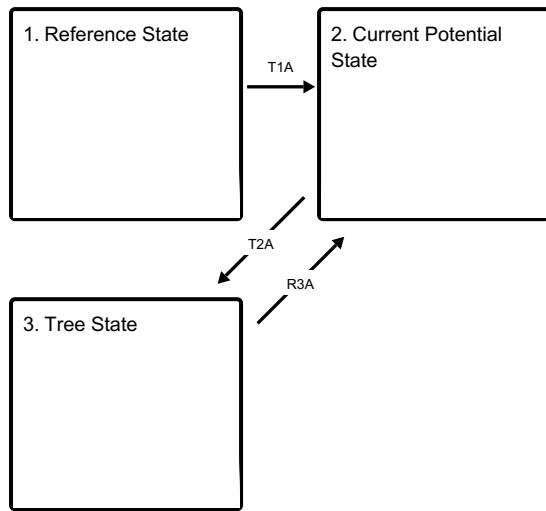 1. Reference State
2. Current Potential
State
T1A
T2A
R3A
3. Tree State